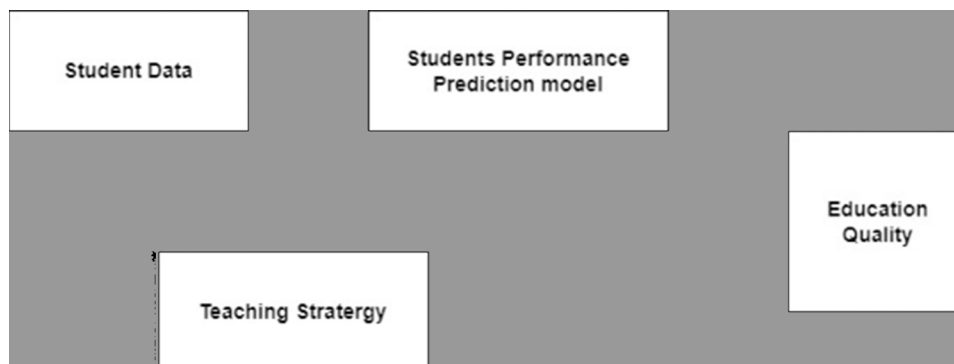 Student Data
Students Performance
Prediction model
Education
Quality
Teaching Stratergy